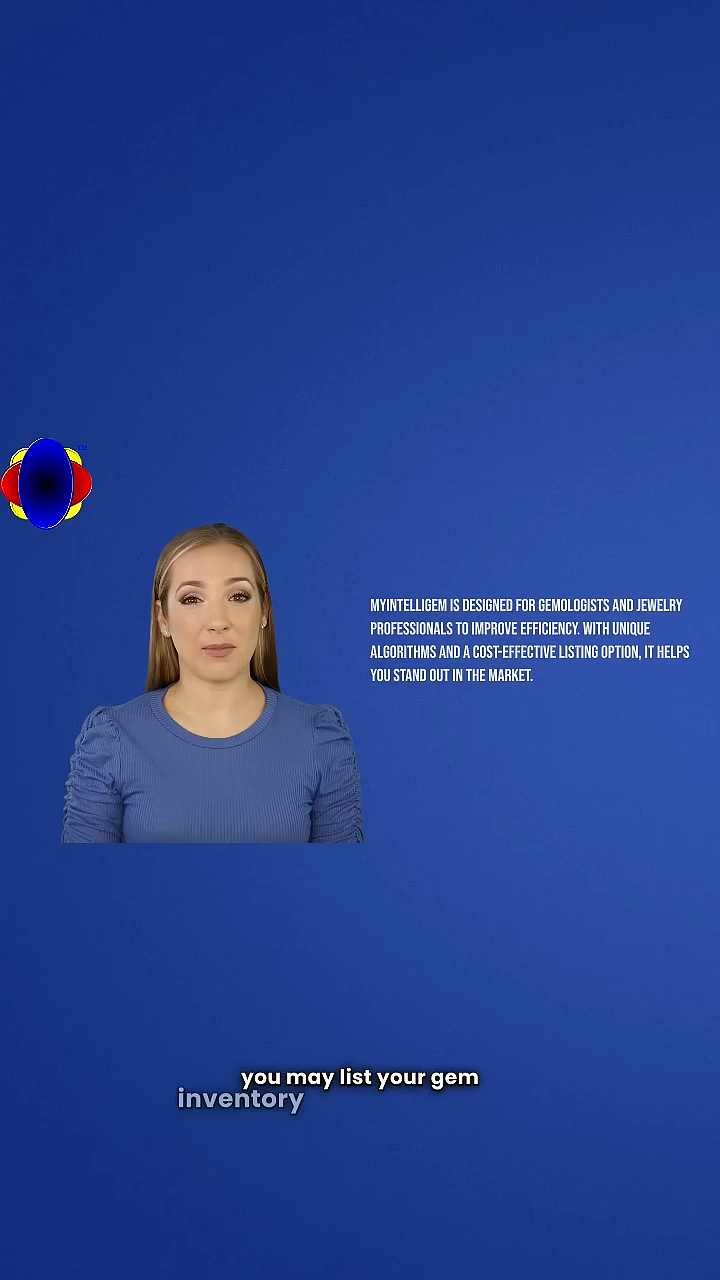 MYINTELLIGEM IS DESIGNED FOR GEMOLOGISTS AND JEWELRY
PROFESSIONALS TO IMPROVE EFFICIENCY. WITH UNIQUE
ALGORITHMS AND A COST-EFFECTIVE LISTING OPTION, IT HELPS
YOU STAND OUT IN THE MARKET.
you may list your gem
inventory